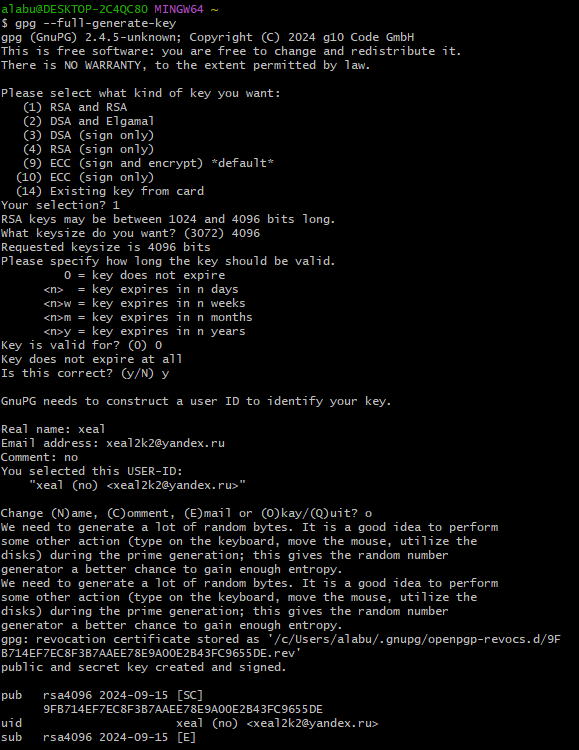 alabu@DESKTOP-2C4QC80 MINGW64 ~
$ gpg --full-generate-key
gpg (GnuPG) 2.4.5-unknown; Copyright (C) 2024 g10 Code GmbH
This is free software: you are free to change and redistribute it.
There is NO WARRANTY, to the extent permitted by law.

Please select what kind of key you want:
   (1) RSA and RSA
   (2) DSA and Elgamal
   (3) DSA (sign only)
   (4) RSA (sign only)
   (9) ECC (sign and encrypt) *default*
  (10) ECC (sign only)
  (14) Existing key from card
Your selection? 1
RSA keys may be between 1024 and 4096 bits long.
What keysize do you want? (3072) 4096
Requested keysize is 4096 bits
Please specify how long the key should be valid.
         0 = key does not expire
      <n>  = key expires in n days
      <n>w = key expires in n weeks
      <n>m = key expires in n months
      <n>y = key expires in n years
Key is valid for? (0) 0
Key does not expire at all
Is this correct? (y/N) y

GnuPG needs to construct a user ID to identify your key.

Real name: xeal
Email address: xeal2k2@yandex.ru
Comment: no
You selected this USER-ID:
    "xeal (no) <xeal2k2@yandex.ru>"

Change (N)ame, (C)omment, (E)mail or (O)kay/(Q)uit? o
We need to generate a lot of random bytes. It is a good idea to perform
some other action (type on the keyboard, move the mouse, utilize the
disks) during the prime generation; this gives the random number
generator a better chance to gain enough entropy.
We need to generate a lot of random bytes. It is a good idea to perform
some other action (type on the keyboard, move the mouse, utilize the
disks) during the prime generation; this gives the random number
generator a better chance to gain enough entropy.
gpg: revocation certificate stored as '/c/Users/alabu/.gnupg/openpgp-revocs.d/9F
B714EF7EC8F3B7AAEE78E9A00E2B43FC9655DE.rev'
public and secret key created and signed.

pub   rsa4096 2024-09-15 [SC]
      9FB714EF7EC8F3B7AAEE78E9A00E2B43FC9655DE
uid                      xeal (no) <xeal2k2@yandex.ru>
sub   rsa4096 2024-09-15 [E]